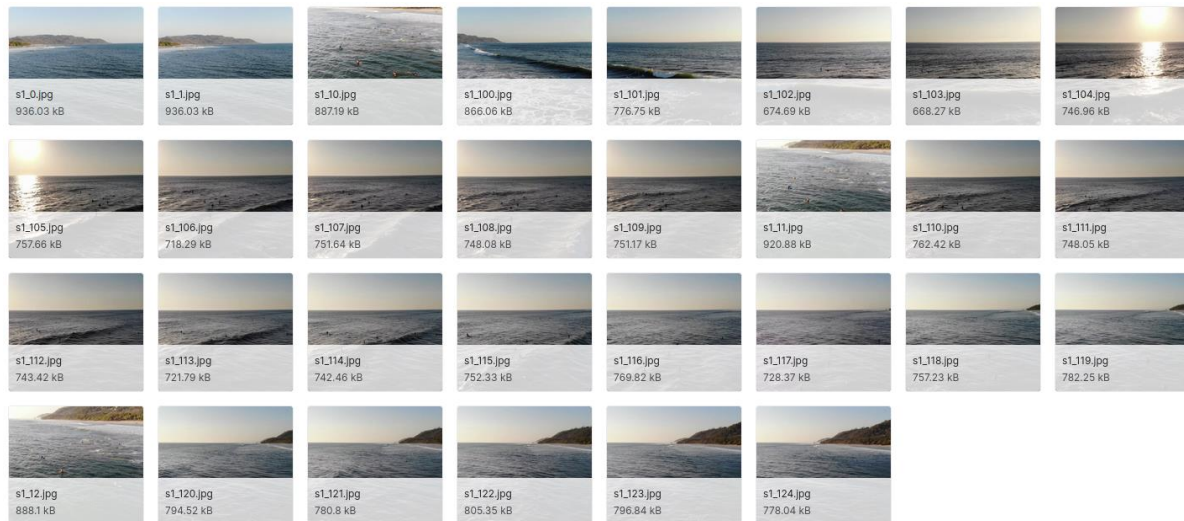 s1_0.jpg
936.03 kB
s1_1.jpg
936.03 kB
s1_10.jpg
887.19 kB
s1_100.jpg
866.06 kB
s1_101.jpg
776.75 kB
s1_102.jpg
674.69 kB
s1_103.jpg
668.27 kB
s1_104.jpg
746.96 kB
s1_105.jpg
757.66 kB
s1_106.jpg
718.29 kB
s1_107.jpg
751.64 kB
s1_108.jpg
748.08 kB
s1_109.jpg
751.17 kB
s1_11.jpg
920.88 kB
s1_110.jpg
762.42 kB
s1_111.jpg
748.05 kB
s1_112.jpg
743.42 kB
s1_113.jpg
721.79 kB
s1_114.jpg
742.46 kB
s1_115.jpg
752.33 kB
s1_116.jpg
769.82 kB
s1_117.jpg
728.37 kB
s1_118.jpg
757.23 kB
s1_119.jpg
782.25 kB
s1_12.jpg
888.1 kB
s1_120.jpg
794.52 kB
s1_121.jpg
780.8 kB
s1_122.jpg
805.35 kB
s1_123.jpg
796.84 kB
s1_124.jpg
778.04 kB